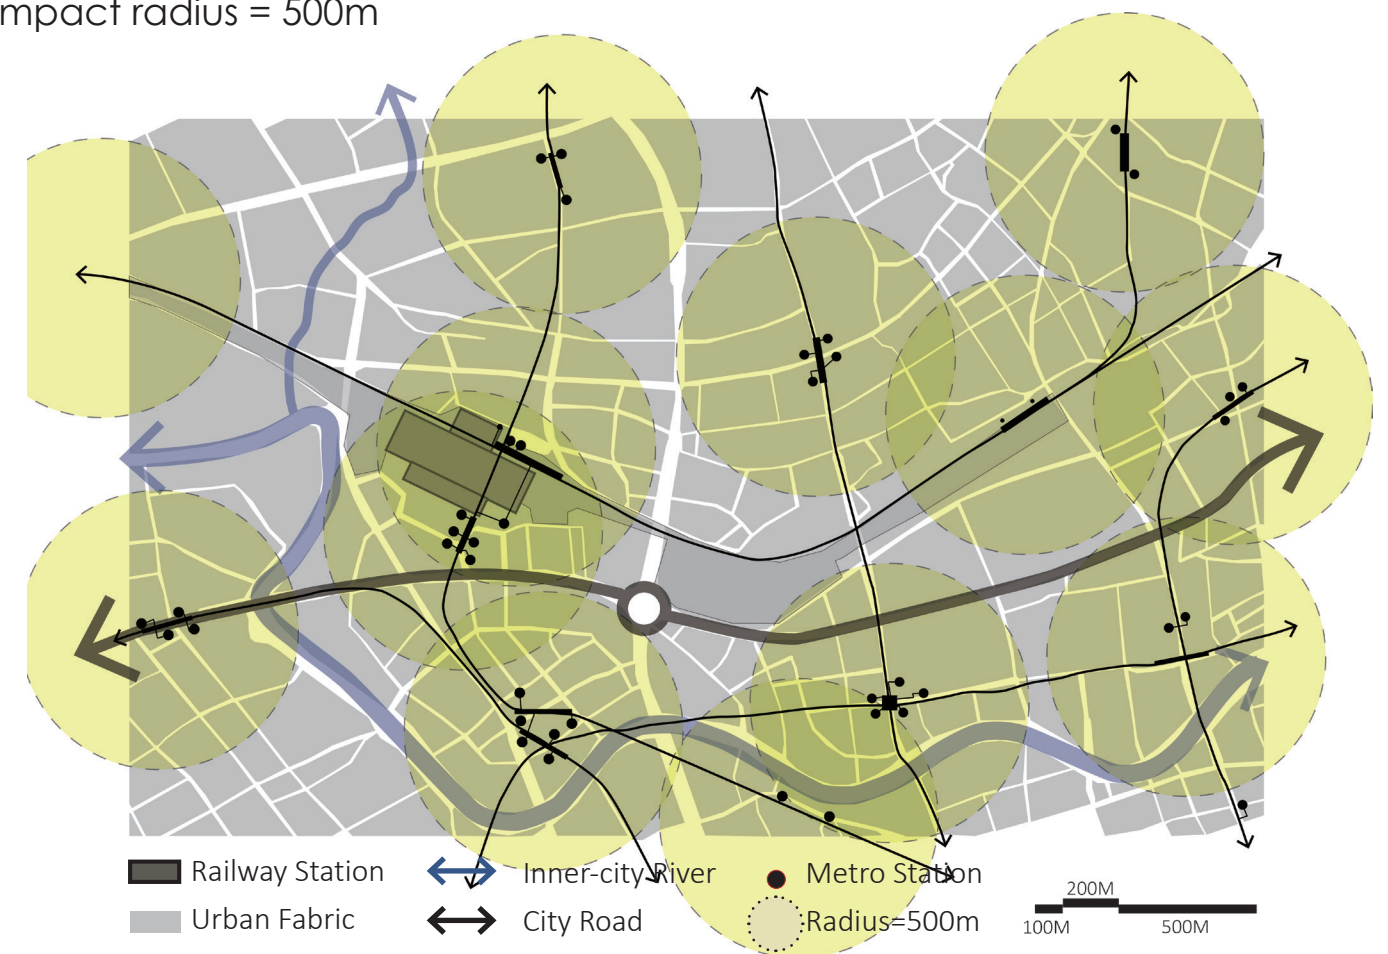 mpact radius = 500m
Railway Station
Inner-city River
Metro Station
Urban Fabric
City Road
Radius=500m
200M
100M
500M